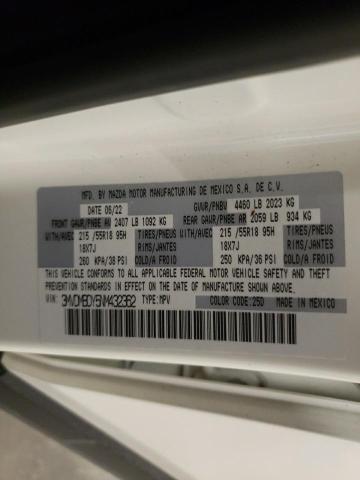 MFD. BY MAZDA MOTOR MANUFACTURING DE MEXICO S.A. DE C.V.
DATE 06/22 GVWR/PNBV 4460 LB 2023 KG
FRONT GAWR/PNBE AV 2407 LB 1092 KG REAR GAWR/PNBE AR 2059 LB 934 KG
WITH/AVEC 215 /55R18 95H TIRES/PNEUS WITH/AVEC 215 /55R18 95H TIRES/PNEUS
18X7J RIMS/JANTES 18X7J RIMS/JANTES
260 KPA/38 PSI COLD/A FROID 250 KPA/36 PSI COLD/A FROID
THIS VEHICLE CONFORMS TO ALL APPLICABLE FEDERAL MOTOR VEHICLE SAFETY AND
THEFT PREVENTION STANDARDS IN EFFECT ON THE DATE OF MANUFACTURE SHOWN ABOVE.
VIN: TYPE: MPV COLOR/COULEUR: 25D MADE IN MEXICO